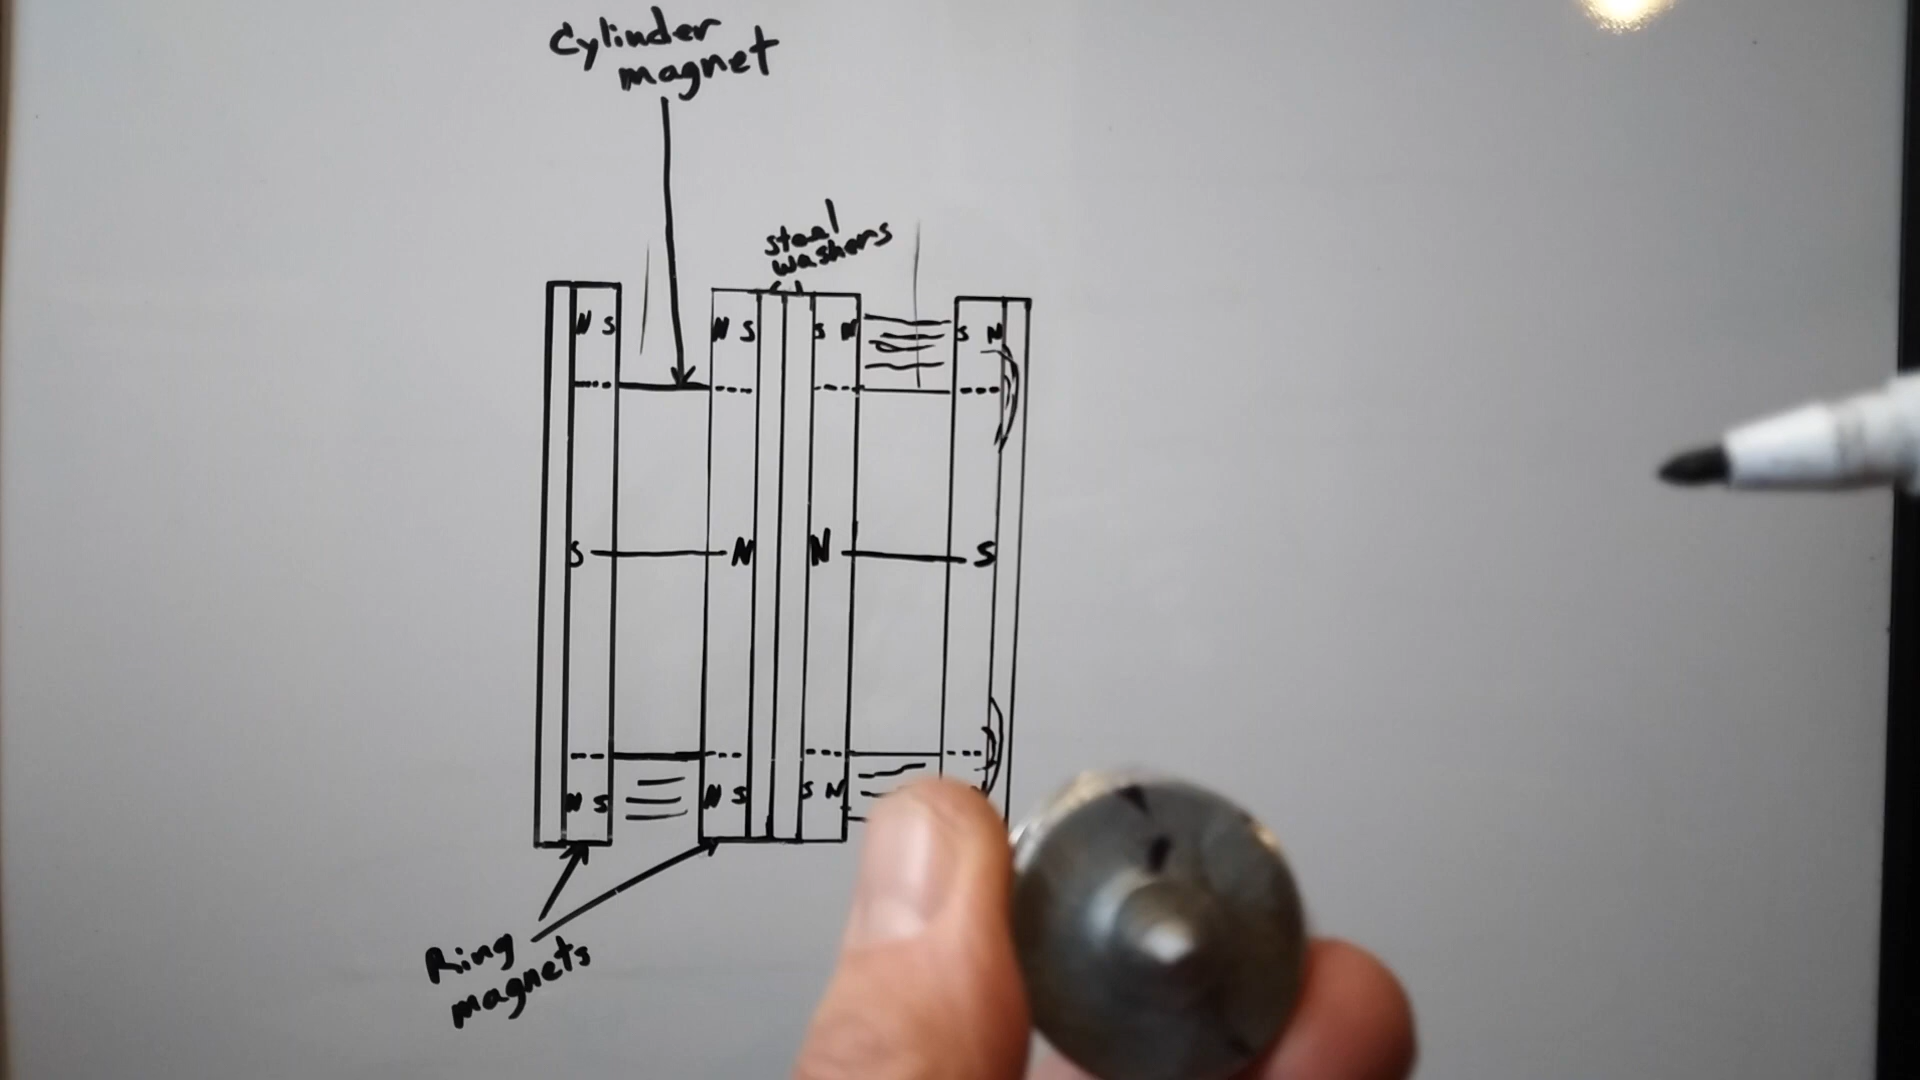 Cylinder
magnet
steel
washers
N S N S S N S N
S N N S
N S N S S N
Ring
magnets